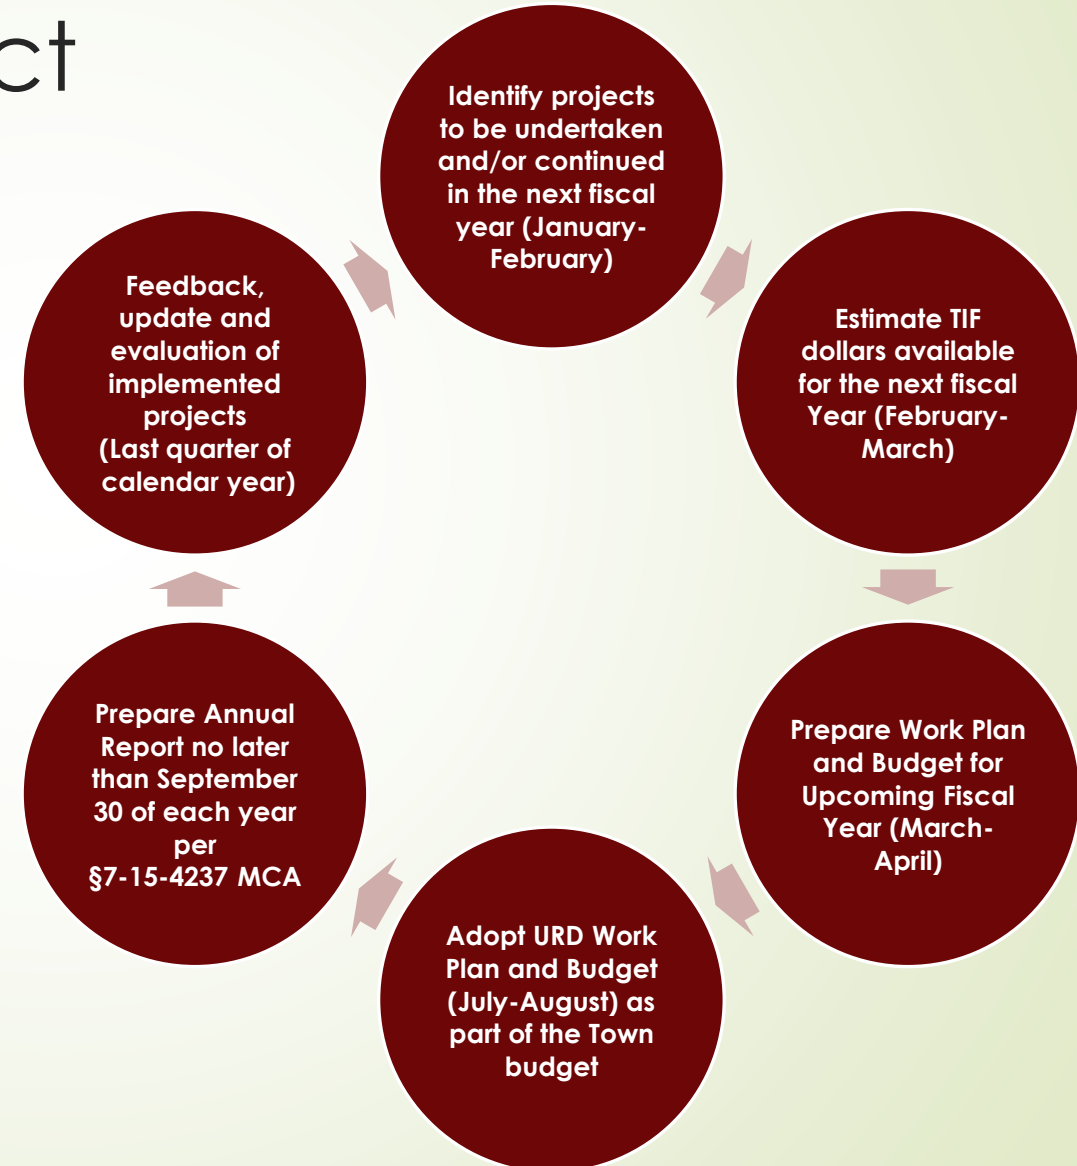 ct
Identify projects
to be undertaken
and/or continued
in the next fiscal
year (January-
February)
Estimate TIF
dollars available
for the next fiscal
Year (February-
March)
Prepare Work Plan
and Budget for
Upcoming Fiscal
Year (March-
April)
Adopt URD Work
Plan and Budget
(July-August) as
part of the Town
budget
Prepare Annual
Report no later
than September
30 of each year
per
§7-15-4237 MCA
Feedback,
update and
evaluation of
implemented
projects
(Last quarter of
calendar year)